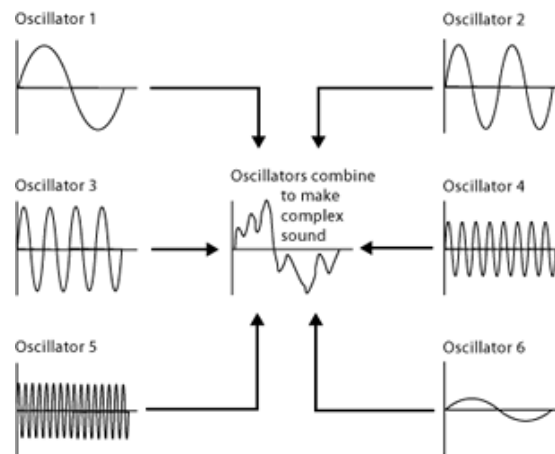 Oscillator 1
Oscillator 2
Oscillator 3
Oscillators combine
to make
complex
sound
Oscillator 4
Oscillator 5
Oscillator 6